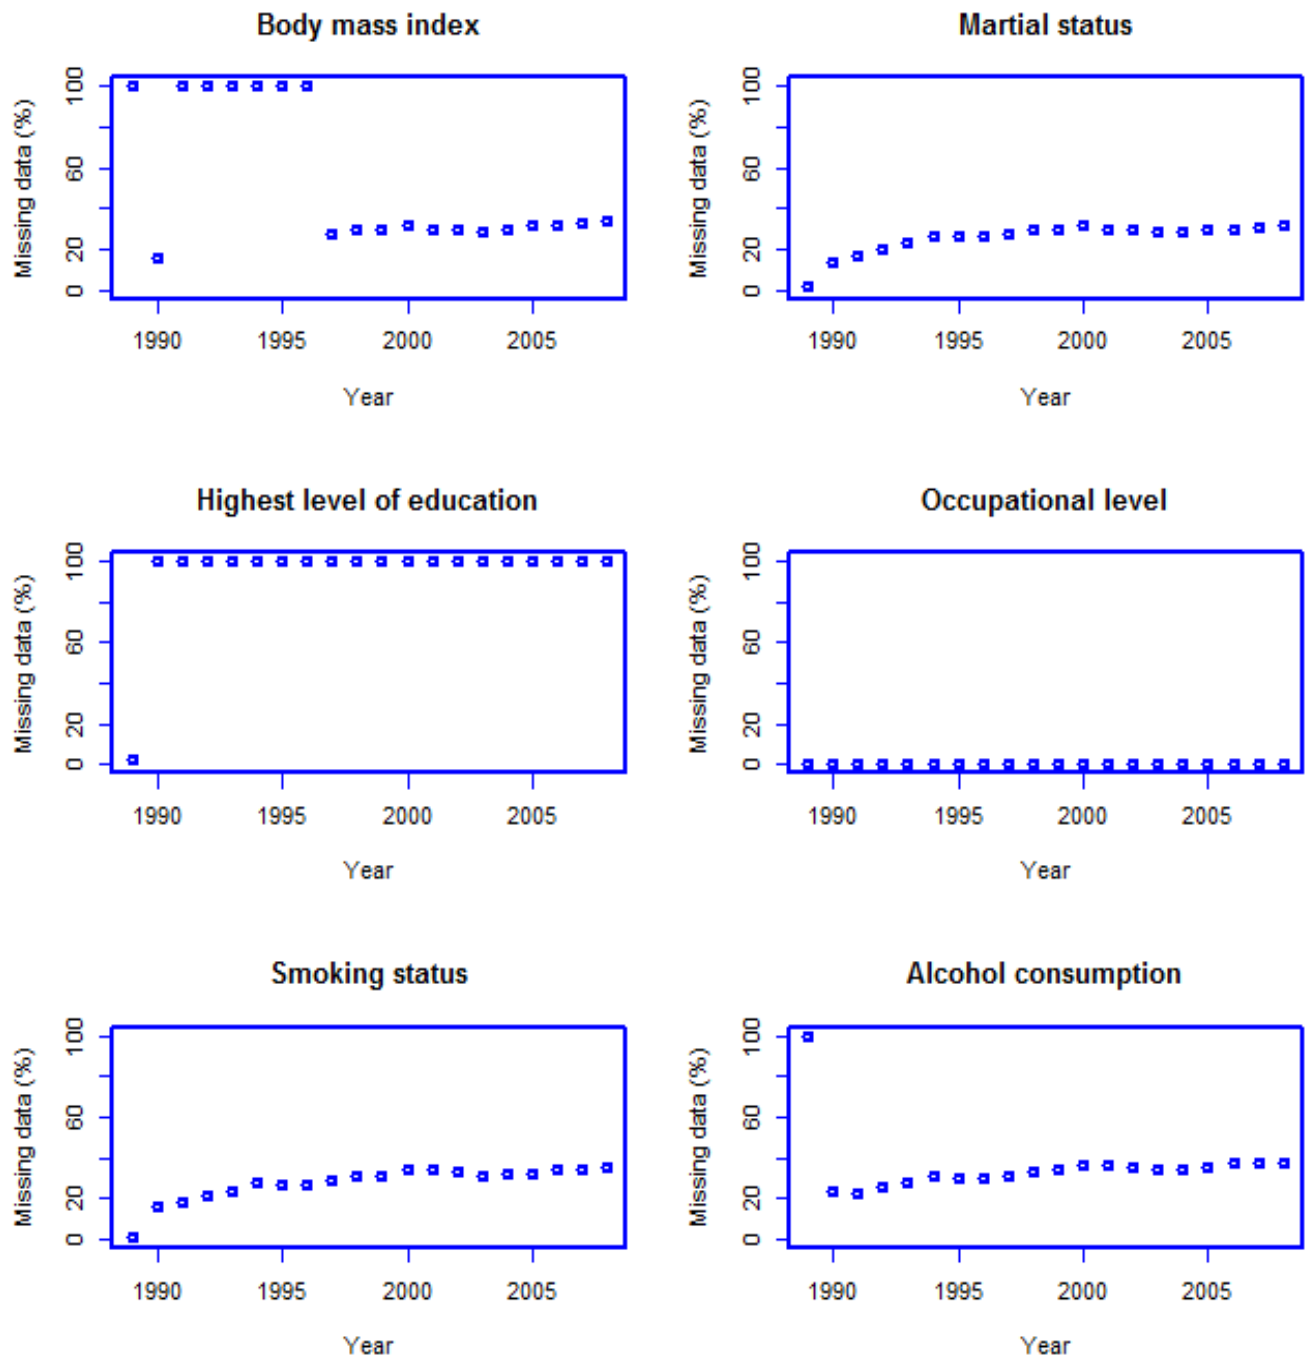 Body mass index
Missing data (%)
100
60
20
0
1990 1995 2000 2005
Year
Martial status
Missing data (%)
100
60
20
0
1990 1995 2000 2005
Year
Highest level of education
Missing data (%)
100
60
20
0
1990 1995 2000 2005
Year
Occupational level
Missing data (%)
100
60
20
0
1990 1995 2000 2005
Year
Smoking status
Missing data (%)
100
60
20
0
1990 1995 2000 2005
Year
Alcohol consumption
Missing data (%)
100
60
20
0
1990 1995 2000 2005
Year